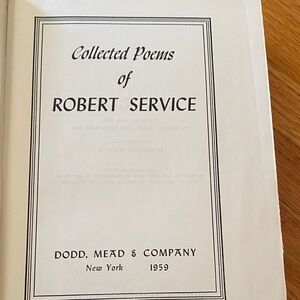 Collected Poems
of
ROBERT SERVICE
DODD, MEAD & COMPANY
New York 1959